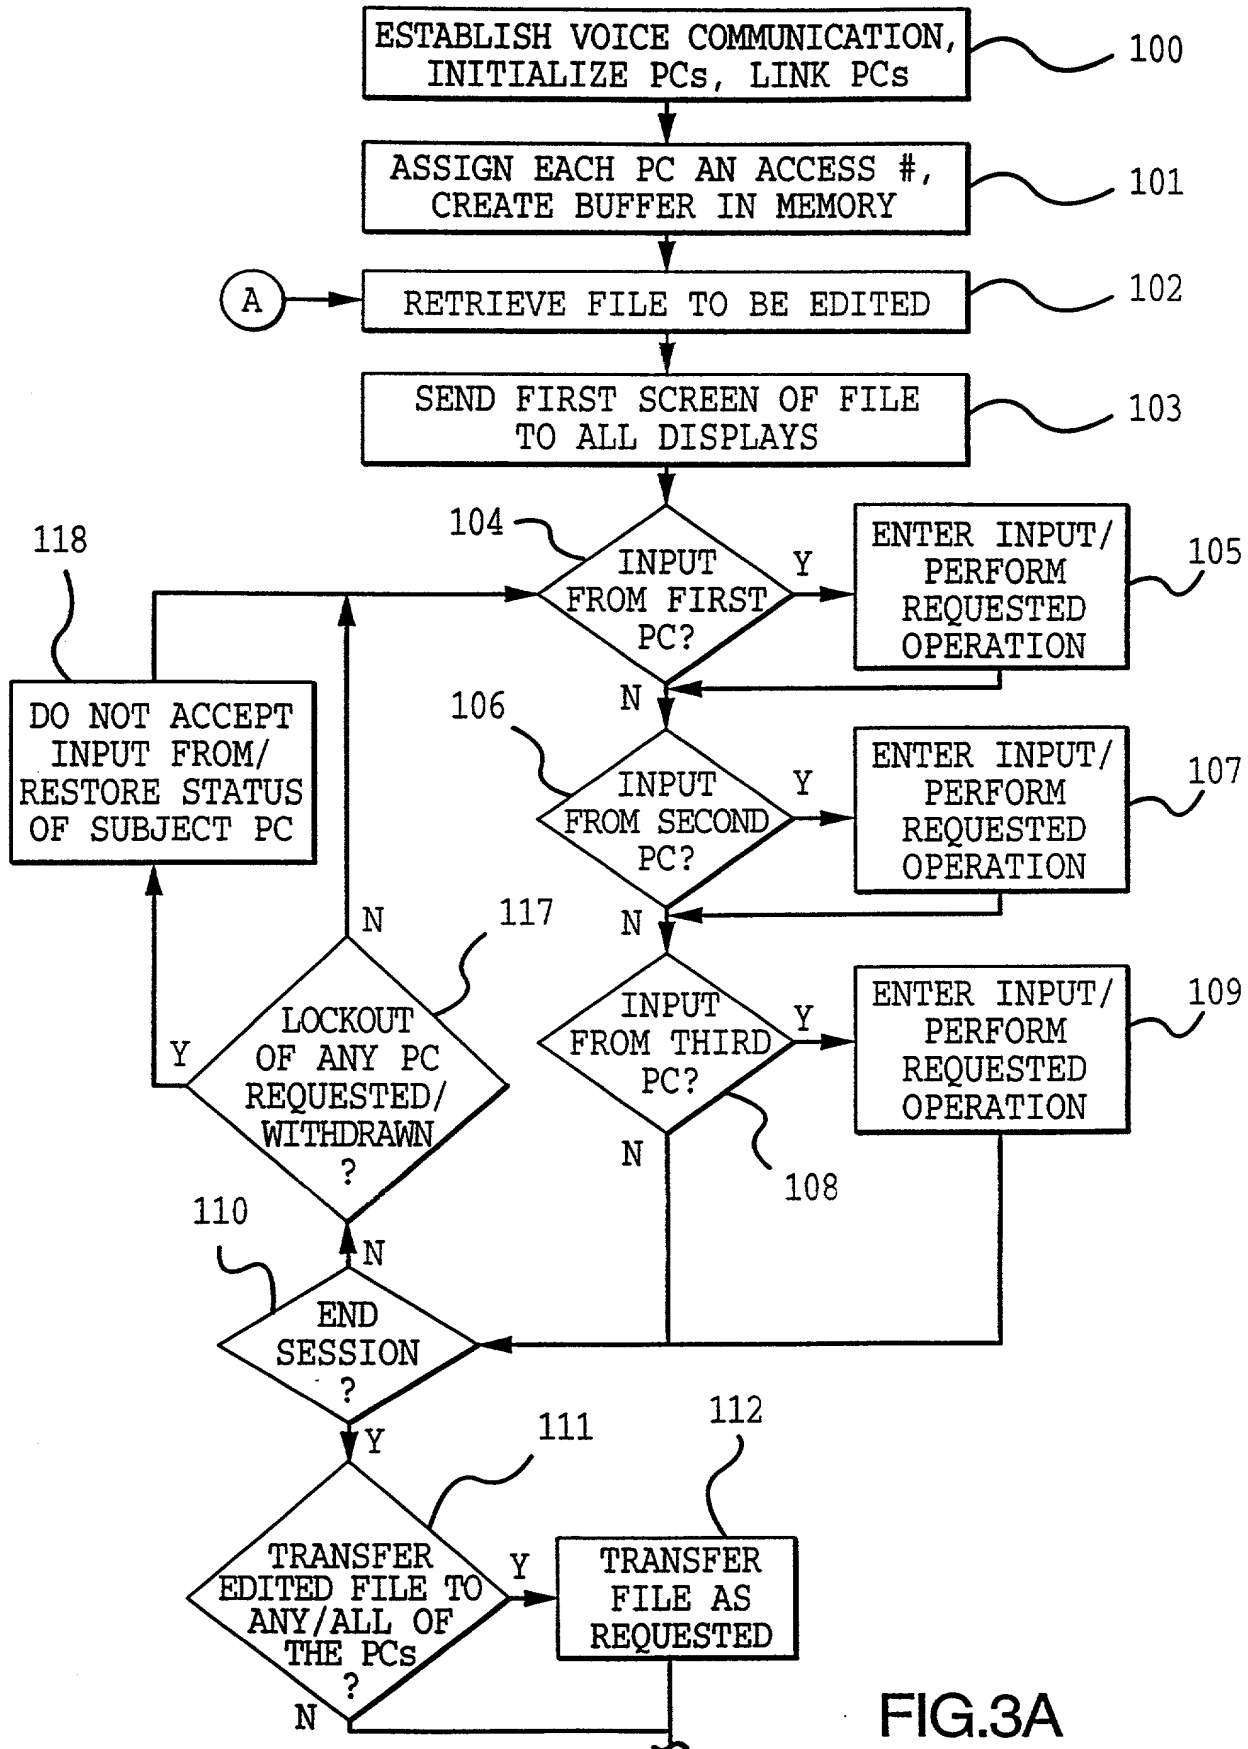 ESTABLISH VOICE COMMUNICATION,
INITIALIZE PCs, LINK PCs
100
ASSIGN EACH PC AN ACCESS #,
CREATE BUFFER IN MEMORY
101
A
RETRIEVE FILE TO BE EDITED
102
SEND FIRST SCREEN OF FILE
TO ALL DISPLAYS
103
104
INPUT
FROM FIRST
PC?
Y
N
ENTER INPUT/
PERFORM
REQUESTED
OPERATION
105
118
DO NOT ACCEPT
INPUT FROM/
RESTORE STATUS
OF SUBJECT PC
106
INPUT
FROM SECOND
PC?
Y
N
ENTER INPUT/
PERFORM
REQUESTED
OPERATION
107
N
117
LOCKOUT
OF ANY PC
REQUESTED/
WITHDRAWN
?
Y
INPUT
FROM THIRD
PC?
Y
N
108
ENTER INPUT/
PERFORM
REQUESTED
OPERATION
109
110
N
END
SESSION
?
Y
111
TRANSFER
EDITED FILE TO
ANY/ALL OF
THE PCs
?
Y
N
112
TRANSFER
FILE AS
REQUESTED
FIG.3A